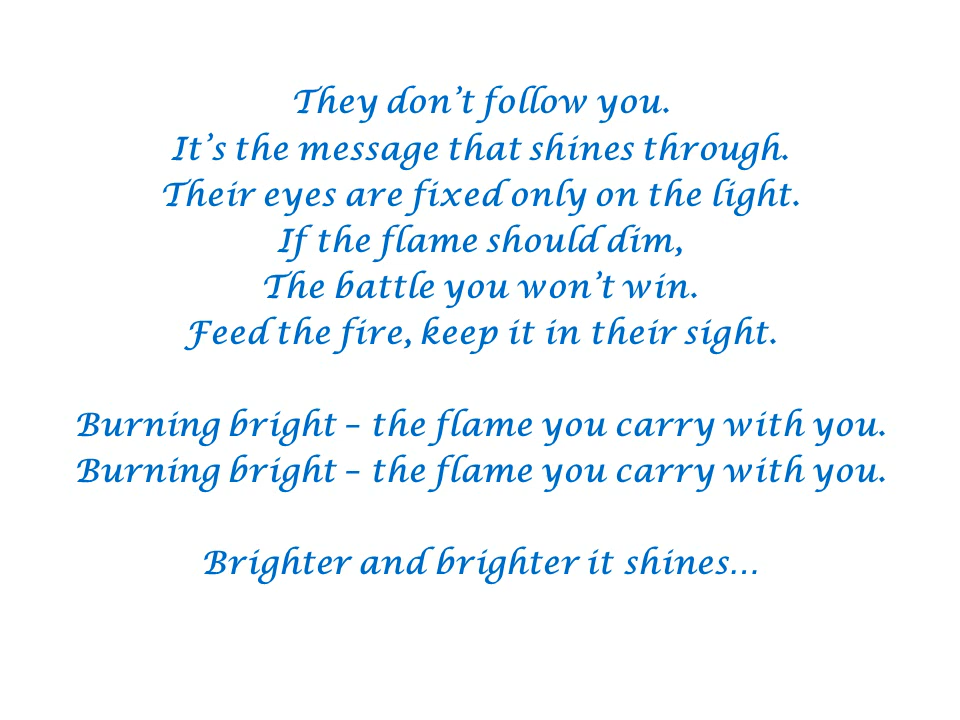 They don’t follow you.
It’s the message that shines through.
Their eyes are fixed only on the light.
If the flame should dim,
The battle you won’t win.
Feed the fire, keep it in their sight.
Burning bright – the flame you carry with you.
Burning bright – the flame you carry with you.
Brighter and brighter it shines…